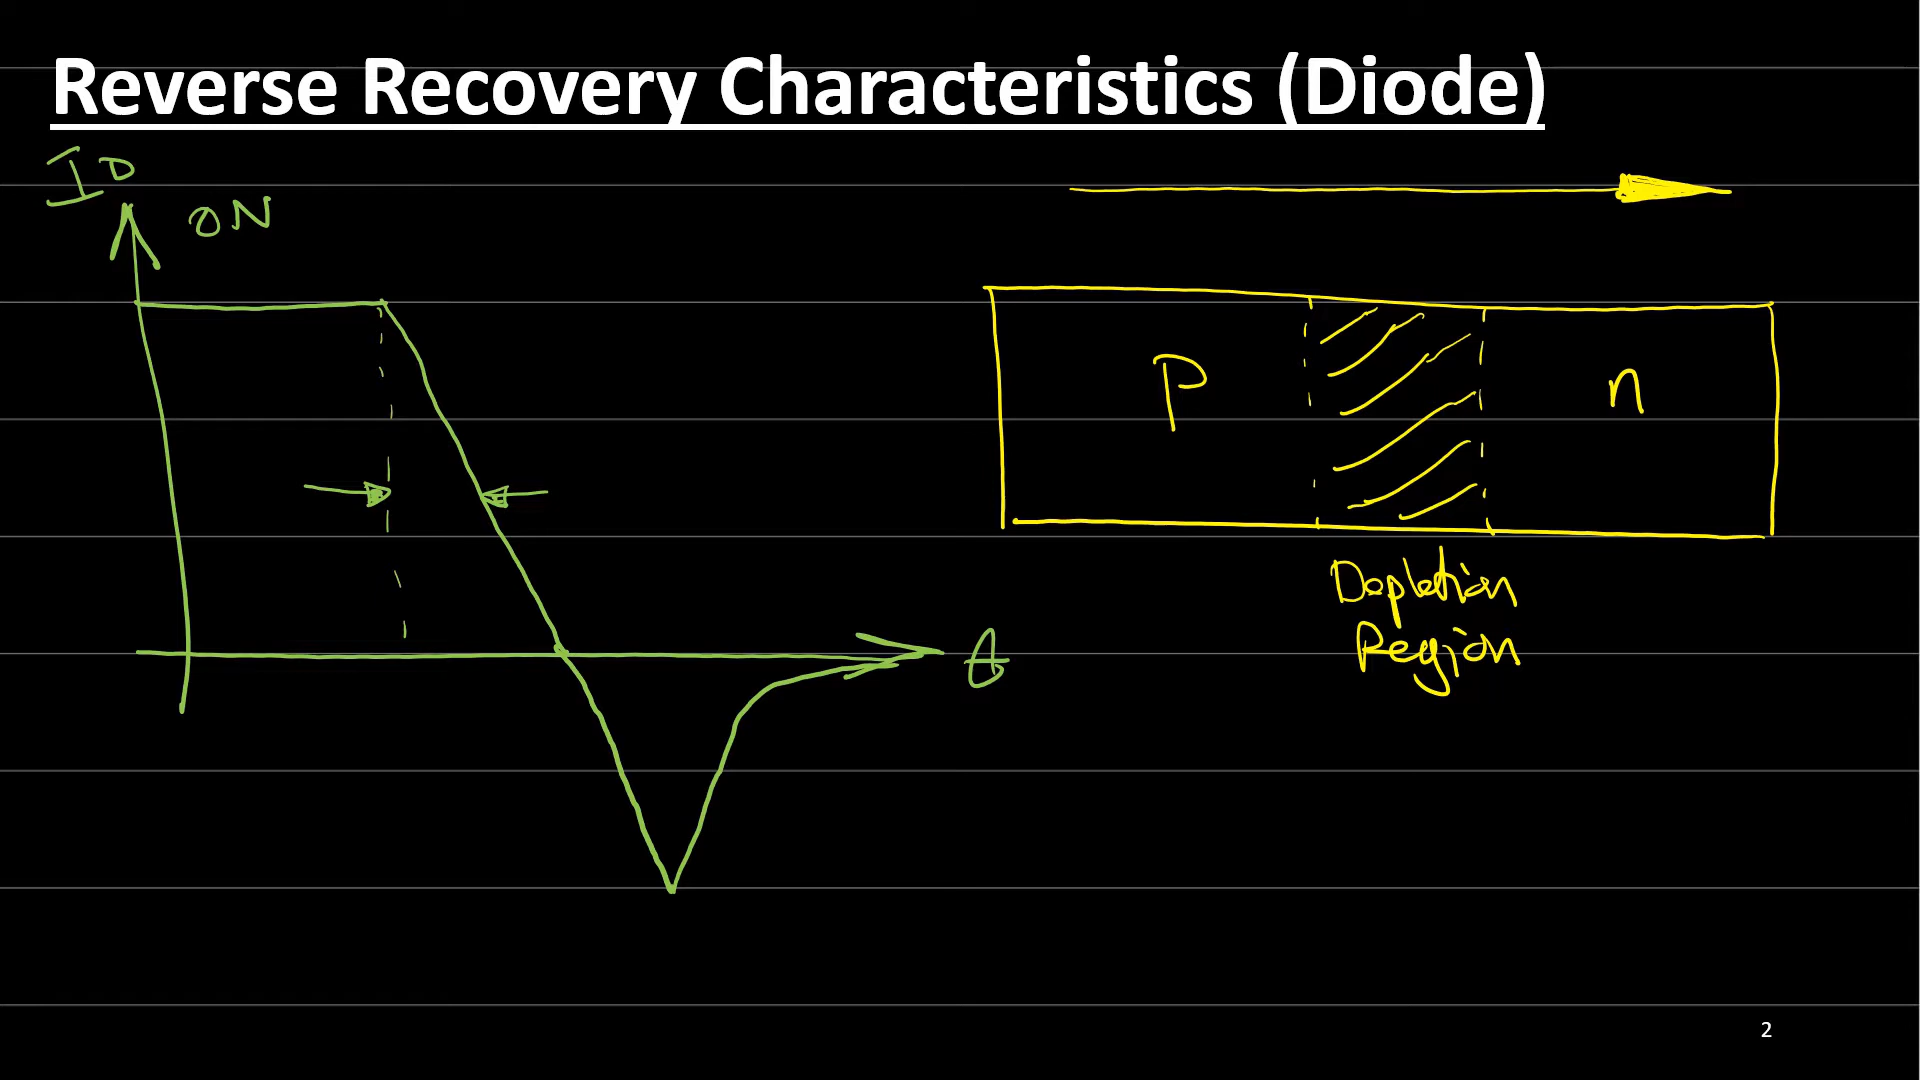 Reverse Recovery Characteristics (Diode)
ID
ON
P
n
Depletion
Region
θ
2